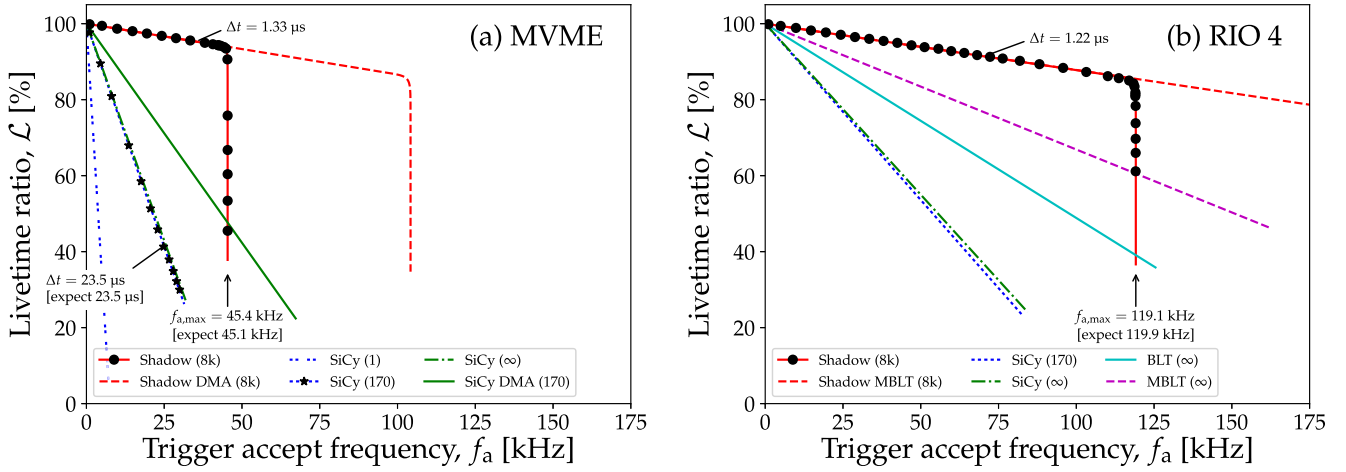 (a) MVME
Livetime ratio, ℒ [%]
100
80
60
40
20
0
Δt = 1.33 µs
Δt = 23.5 µs
[expect 23.5 µs]
fa,max = 45.4 kHz
[expect 45.1 kHz]
Shadow (8k)
Shadow DMA (8k)
SiCy (1)
SiCy (170)
SiCy (∞)
SiCy DMA (170)
0 25 50 75 100 125 150 175
Trigger accept frequency, fa [kHz]
(b) RIO 4
Livetime ratio, ℒ [%]
100
80
60
40
20
0
Δt = 1.22 µs
fa,max = 119.1 kHz
[expect 119.9 kHz]
Shadow (8k)
Shadow MBLT (8k)
SiCy (170)
SiCy (∞)
BLT (∞)
MBLT (∞)
0 25 50 75 100 125 150 175
Trigger accept frequency, fa [kHz]